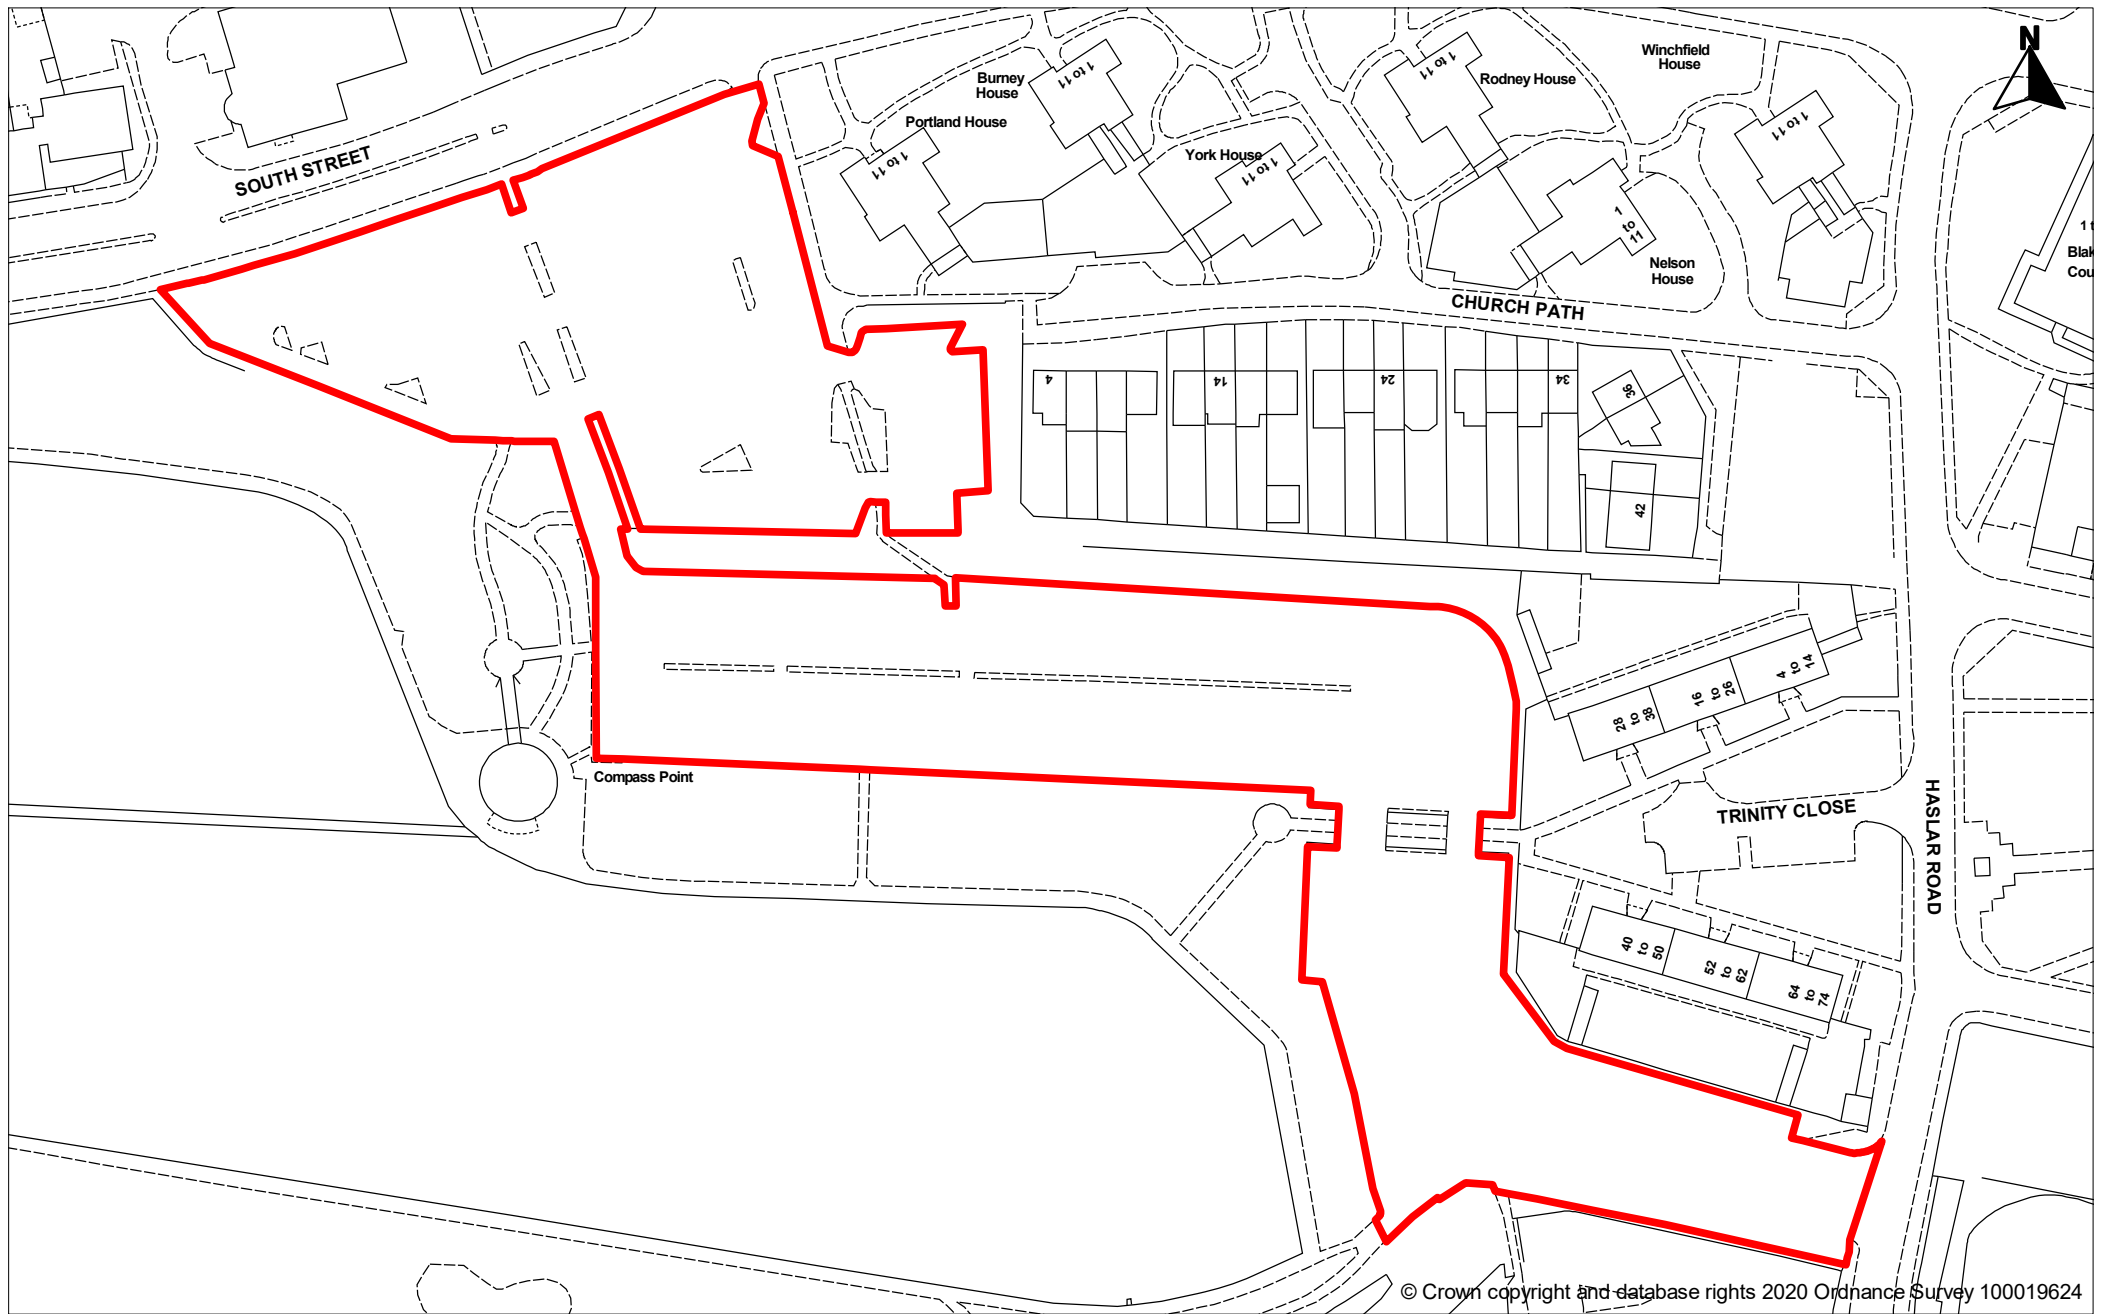 N
Winchfield
House
Burney
House
1 to 11
1 to 11
Rodney House
Portland House
1 to 11
1 to 11
York House
1 to 11
SOUTH STREET
1
to
11
Nelson
House
CHURCH PATH
4
14
24
34
36
42
4
to
14
16
to
26
28
to
38
Compass Point
TRINITY CLOSE
HASLAR ROAD
40
to
50
52
to
62
64
to
74
© Crown copyright and database rights 2020 Ordnance Survey 100019624